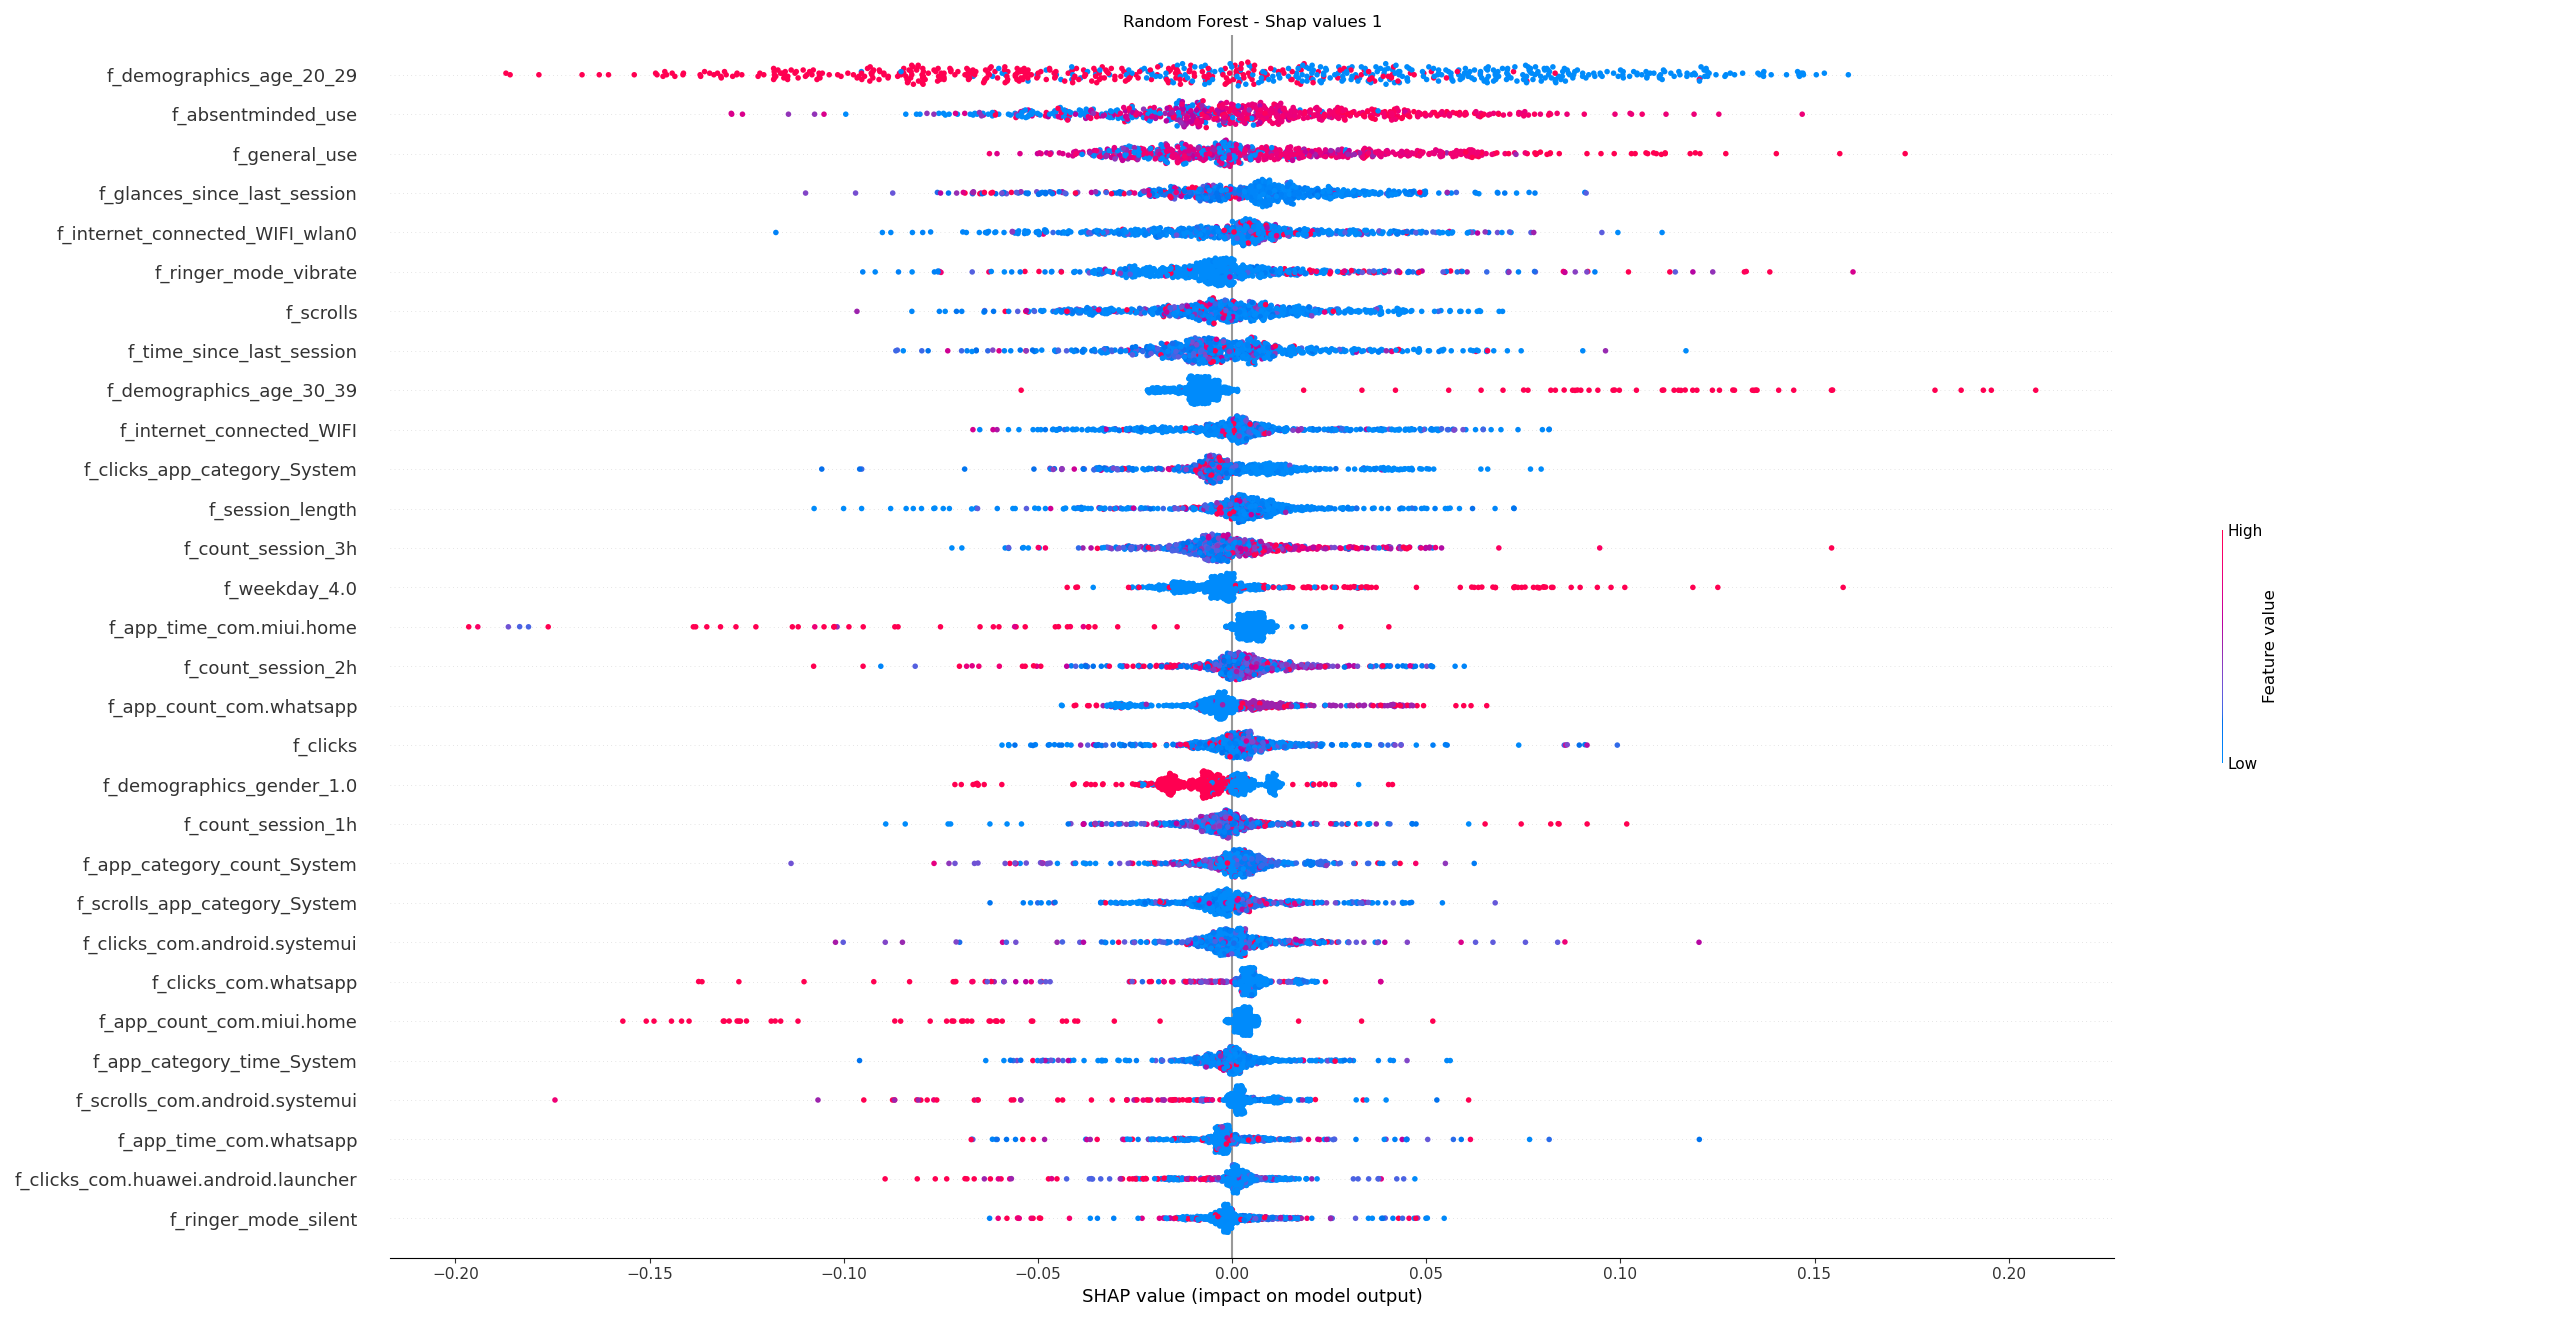 Random Forest - Shap values 1
f_demographics_age_20_29
f_absentminded_use
f_general_use
f_glances_since_last_session
f_internet_connected_WIFI_wlan0
f_ringer_mode_vibrate
f_scrolls
f_time_since_last_session
f_demographics_age_30_39
f_internet_connected_WIFI
f_clicks_app_category_System
f_session_length
f_count_session_3h
f_weekday_4.0
f_app_time_com.miui.home
f_count_session_2h
f_app_count_com.whatsapp
f_clicks
f_demographics_gender_1.0
f_count_session_1h
f_app_category_count_System
f_scrolls_app_category_System
f_clicks_com.android.systemui
f_clicks_com.whatsapp
f_app_count_com.miui.home
f_app_category_time_System
f_scrolls_com.android.systemui
f_app_time_com.whatsapp
f_clicks_com.huawei.android.launcher
f_ringer_mode_silent
−0.20 −0.15 −0.10 −0.05 0.00 0.05 0.10 0.15 0.20
SHAP value (impact on model output)
High
Feature value
Low